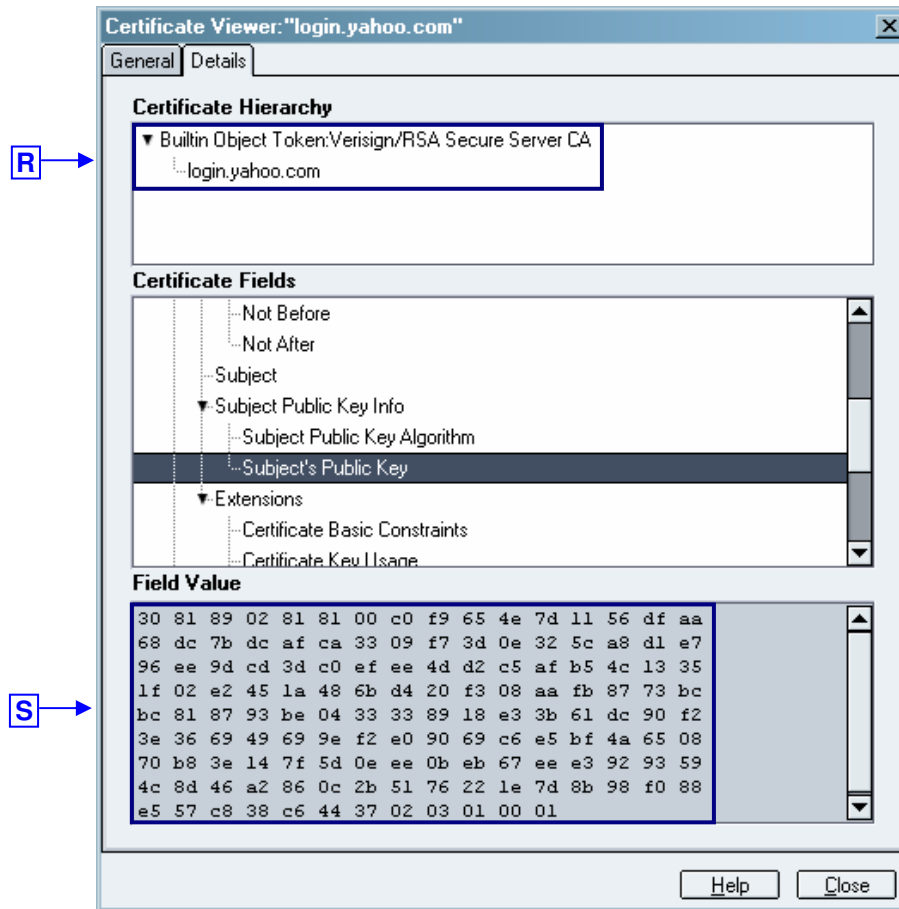 Certificate Viewer:"login.yahoo.com"
General Details
Certificate Hierarchy
Builtin Object Token:Verisign/RSA Secure Server CA
R
login.yahoo.com
Certificate Fields
Not Before
Not After
Subject
Subject Public Key Info
Subject Public Key Algorithm
Subject's Public Key
Extensions
Certificate Basic Constraints
Certificate Key Usage
Field Value
30 81 89 02 81 81 00 c0 f9 65 4e 7d 11 56 df aa
68 dc 7b dc af ca 33 09 f7 3d 0e 32 5c a8 d1 e7
96 ee 9d cd 3d c0 ef ee 4d d2 c5 af b5 4c 13 35
1f 02 e2 45 1a 48 6b d4 20 f3 08 aa fb 87 73 bc
S
bc 81 87 93 be 04 33 33 89 18 e3 3b 61 dc 90 f2
3e 36 69 49 69 9e f2 e0 90 69 c6 e5 bf 4a 65 08
70 b8 3e 14 7f 5d 0e ee 0b eb 67 ee e3 92 93 59
4c 8d 46 a2 86 0c 2b 51 76 22 1e 7d 8b 98 f0 88
e5 57 c8 38 c6 44 37 02 03 01 00 01
Help Close